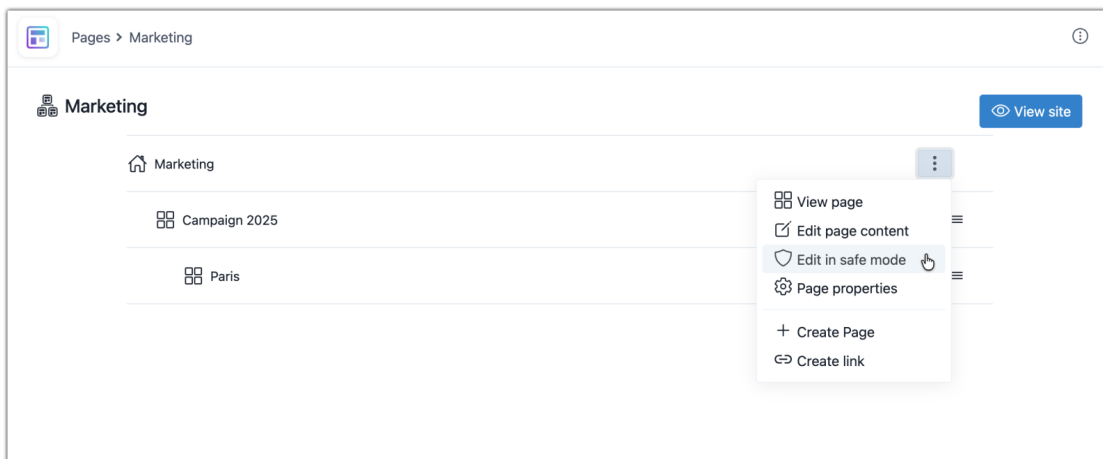 Pages > Marketing
Marketing
View site
Marketing
Campaign 2025
Paris
View page
Edit page content
Edit in safe mode
Page properties
Create Page
Create link